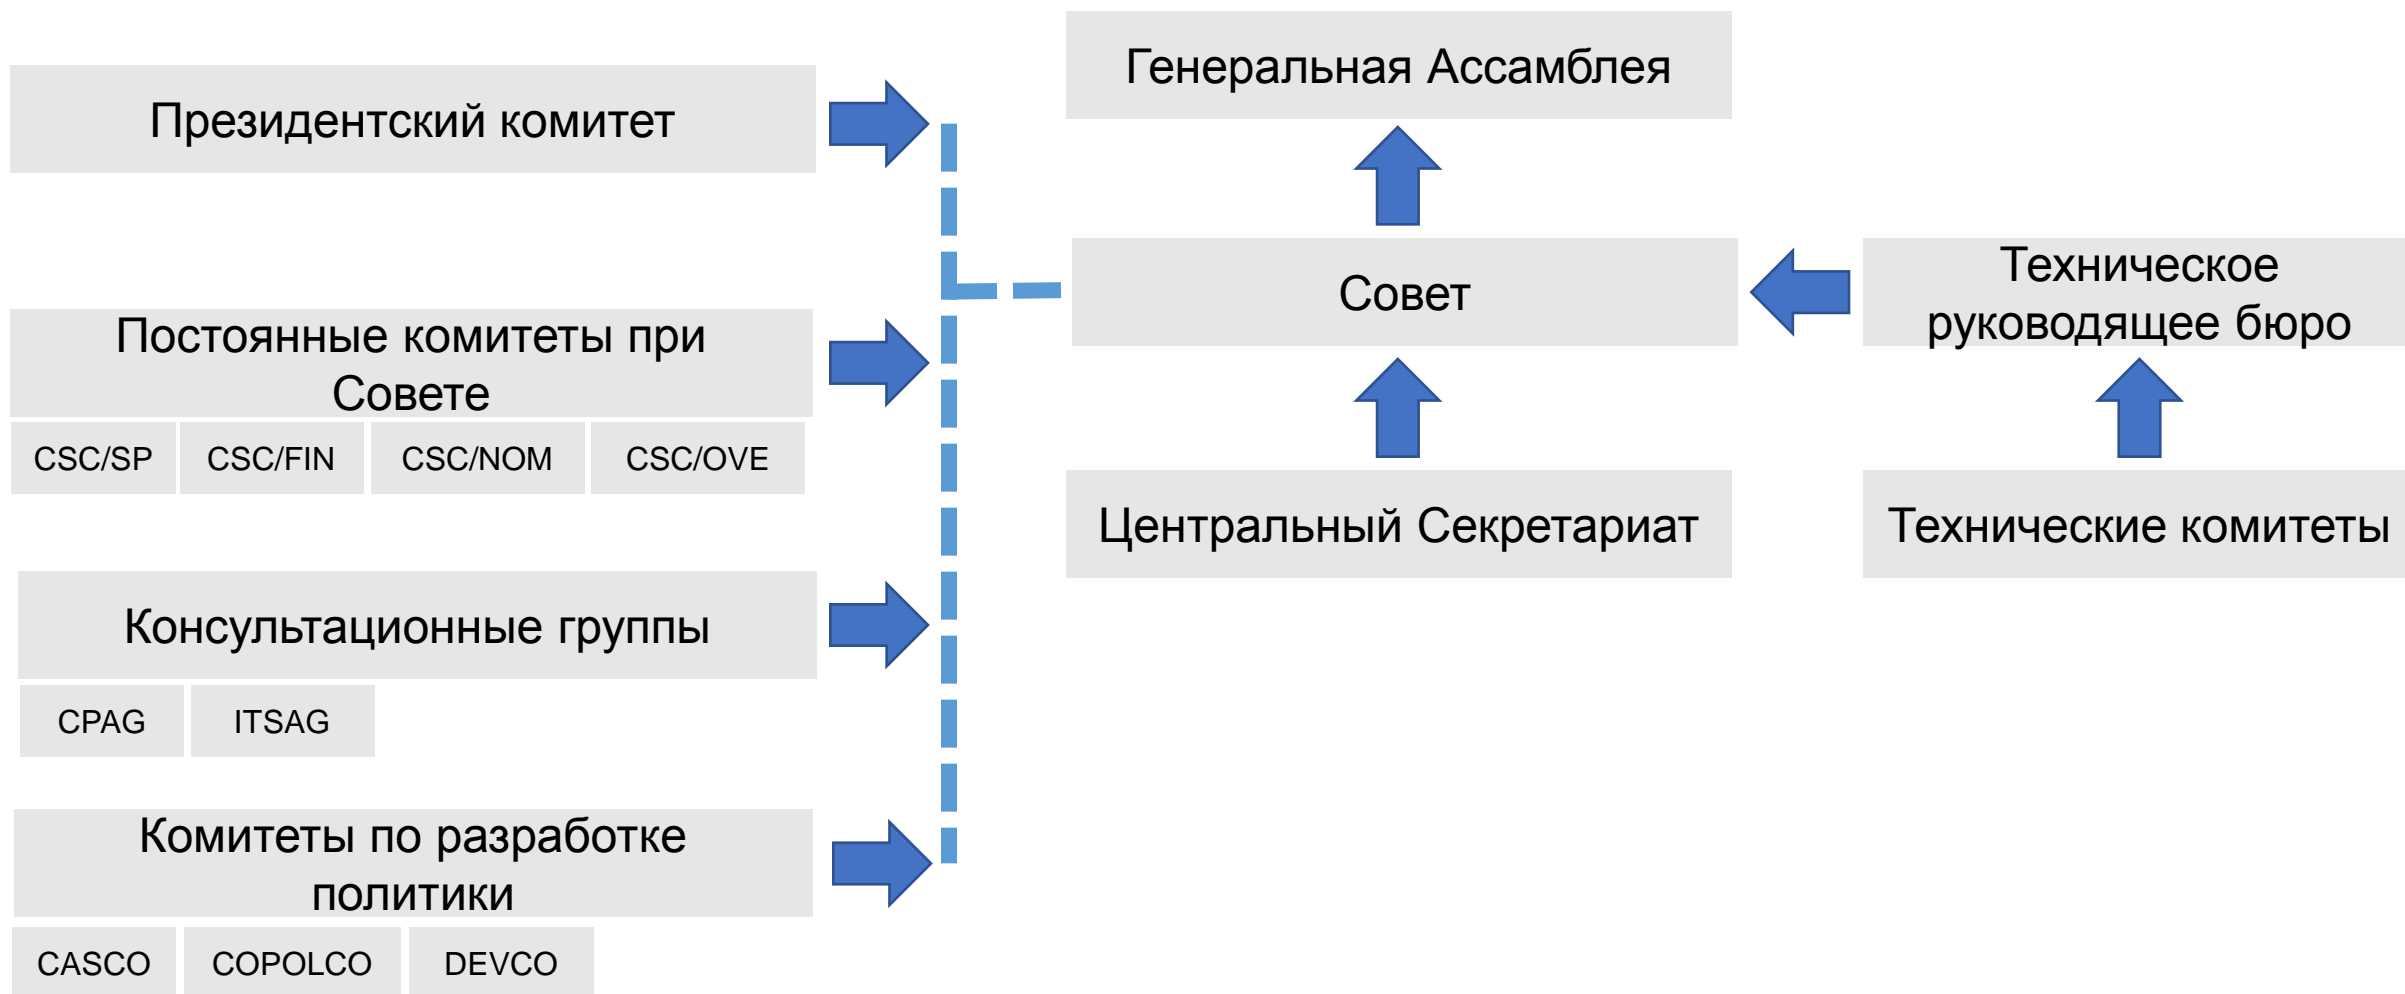 Генеральная Ассамблея
Президентский комитет
Совет
Техническое
руководящее бюро
Постоянные комитеты при
Совете
CSC/SP
CSC/FIN
CSC/NOM
CSC/OVE
Центральный Секретариат
Технические комитеты
Консультационные группы
CPAG
ITSAG
Комитеты по разработке
политики
CASCO
COPOLCO
DEVCO